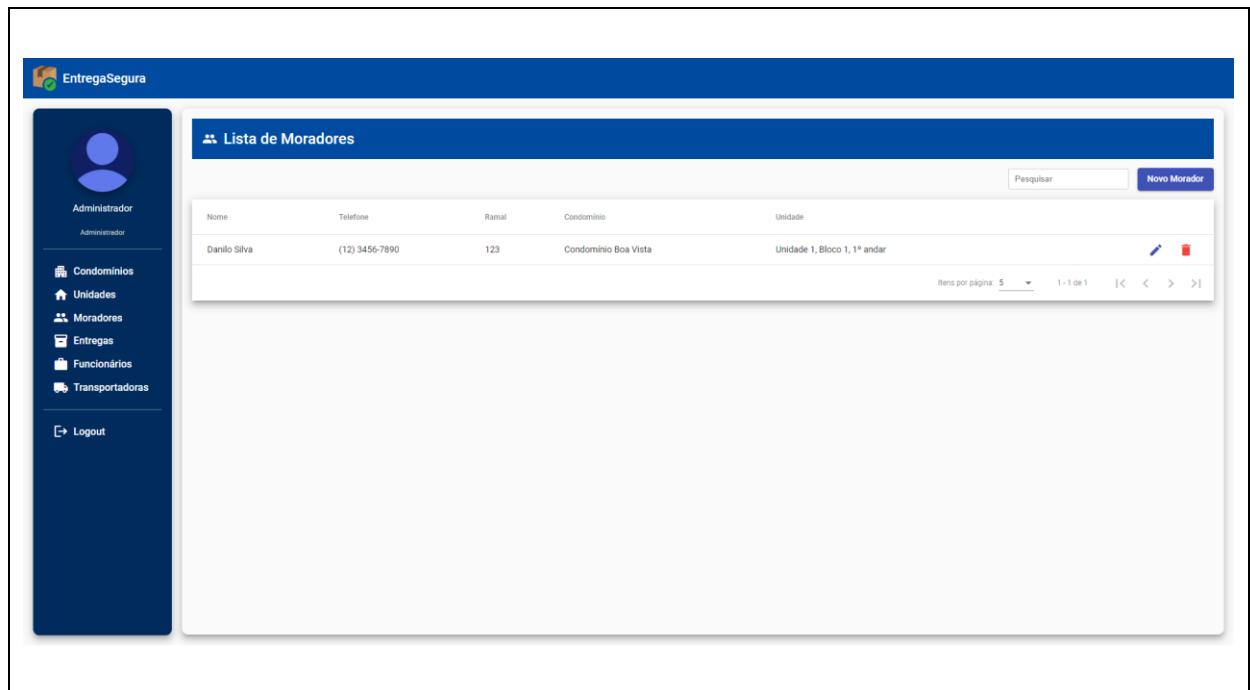 EntregaSegura
Administrador
Administrador
Condomínios
Unidades
Moradores
Entregas
Funcionários
Transportadoras
Logout
Lista de Moradores
Pesquisar
Novo Morador
Nome Telefone Ramal Condomínio Unidade
Danilo Silva (12) 3456-7890 123 Condomínio Boa Vista Unidade 1, Bloco 1, 1º andar
Itens por página: 5 1 - 1 de 1